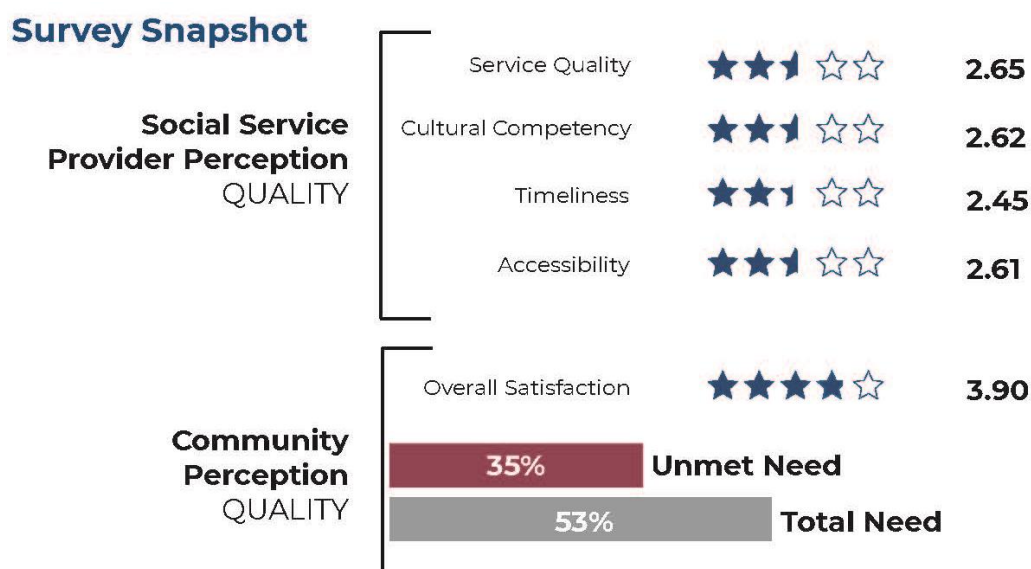 Survey Snapshot
Social Service
Provider Perception
QUALITY
Service Quality 2.65
Cultural Competency 2.62
Timeliness 2.45
Accessibility 2.61
Community
Perception
QUALITY
Overall Satisfaction 3.90
35% Unmet Need
53% Total Need